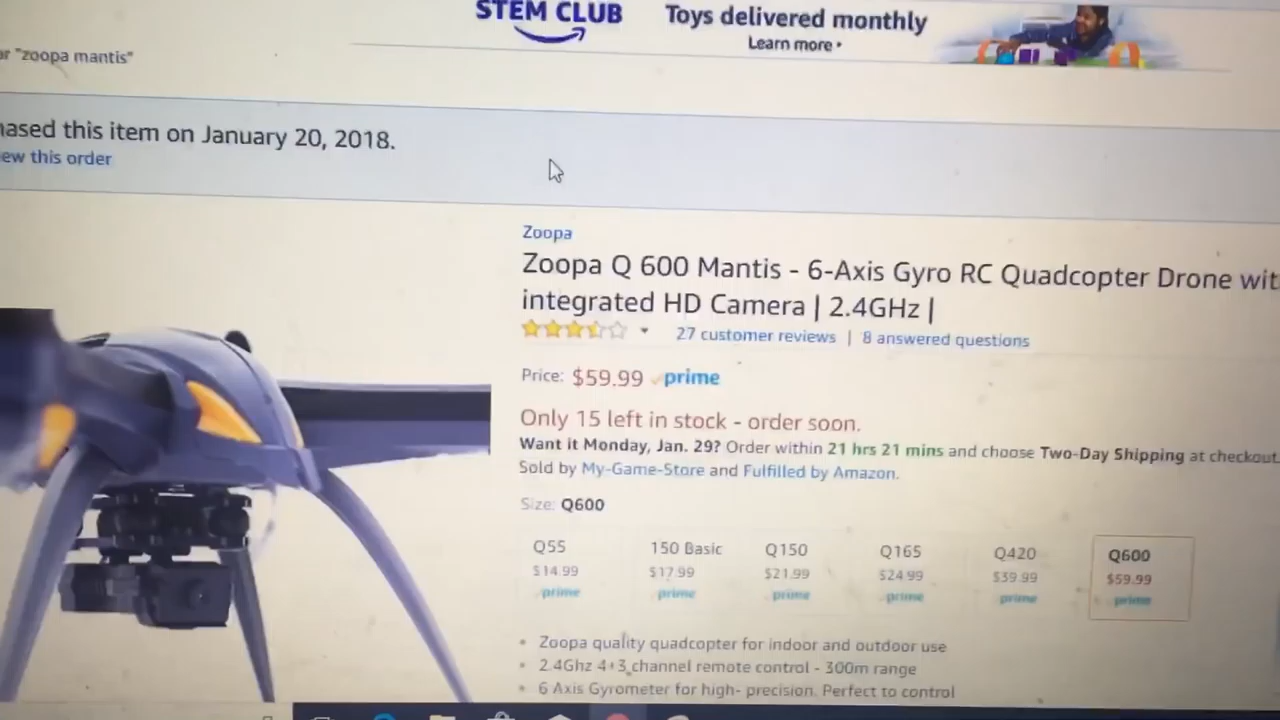 STEM CLUB
Toys delivered monthly
Learn more
"zoopa mantis"
this item on January 20, 2018.
this order
Zoopa
Zoopa Q 600 Mantis - 6-Axis Gyro RC Quadcopter Drone wit
integrated HD Camera | 2.4GHz |
27 customer reviews | 8 answered questions
Price: $59.99 prime
Only 15 left in stock - order soon.
Want it Monday, Jan. 29? Order within 21 hrs 21 mins and choose Two-Day Shipping at checkout.
Sold by My-Game-Store and Fulfilled by Amazon.
Size: Q600
Q55 150 Basic Q150 Q165 Q420 Q600
$14.99 $17.99 $21.99 $24.99 $39.99 $59.99
prime prime prime prime prime prime
• Zoopa quality quadcopter for indoor and outdoor use
• 2.4Ghz 4+3 channel remote control - 300m range
• 6 Axis Gyrometer for high- precision. Perfect to control